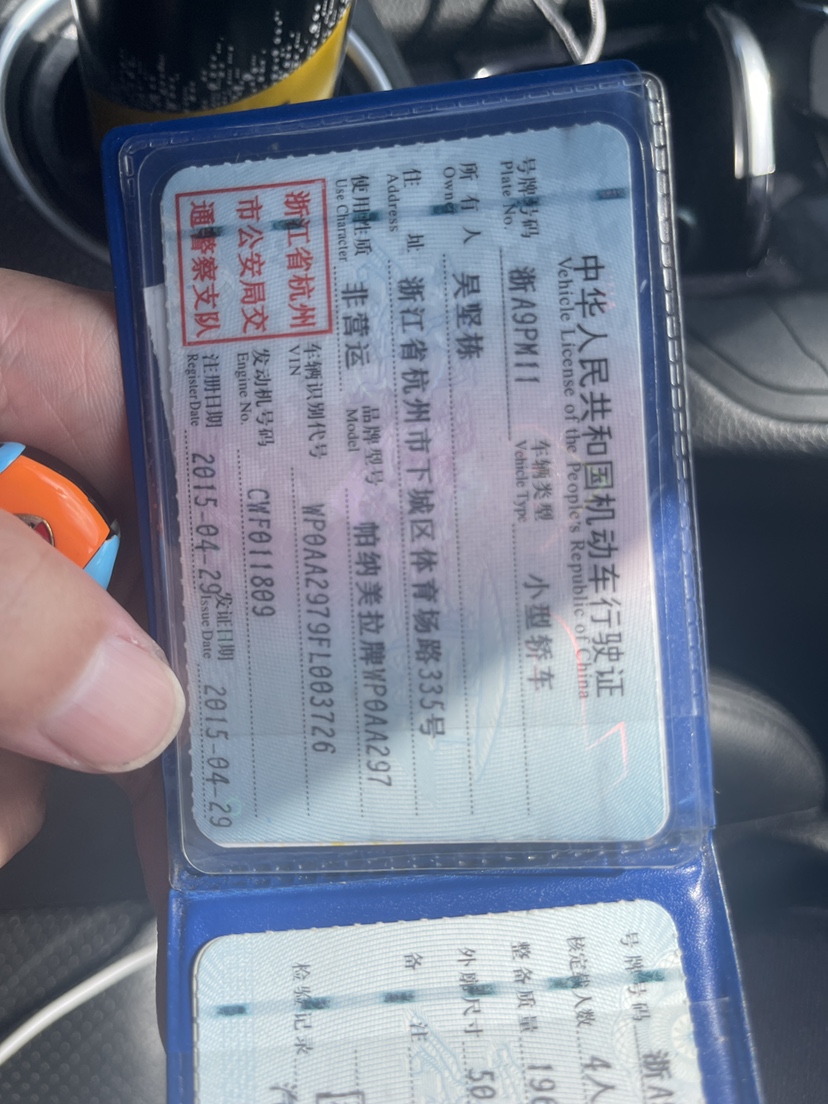 中华人民共和国机动车行驶证
Vehicle License of the People's Republic of China
号牌号码 浙A9PM11 车辆类型 小型轿车
Plate No. Vehicle Type
所有人 吴坚栋
Owner
住址 浙江省杭州市下城区体育场路335号
Address
使用性质 非营运 品牌型号 帕纳美拉牌WP0AA297
Use Character Model
浙江省杭州
市公安局交
通警察支队
车辆识别代号 WP0AA2979FL003726
VIN
发动机号码 CWF011809
Engine No.
注册日期 2015-04-29 发证日期 2015-04-29
Register Date Issue Date
号牌号码 浙A
核定载人数 4人
整备质量 196
外廓尺寸 50
备注
检验记录